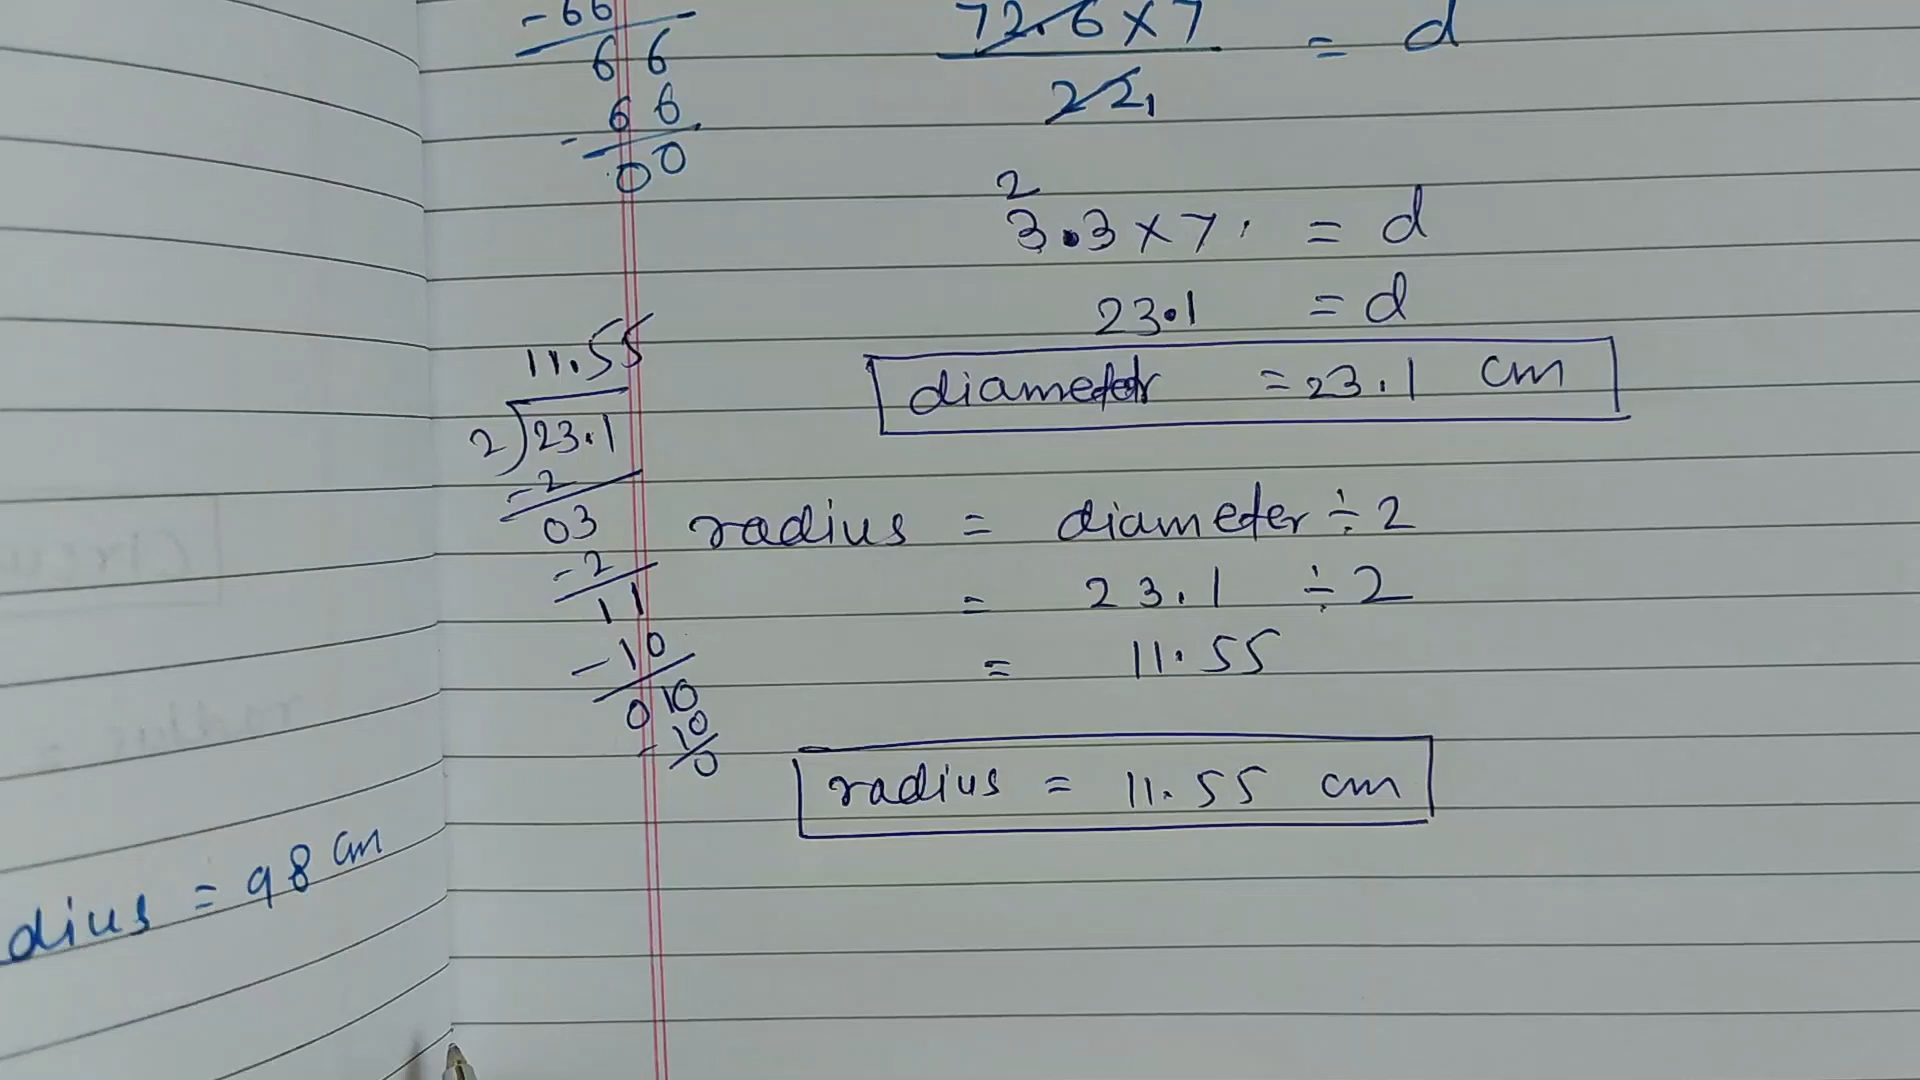 72.6 × 7 = d
22 1
2
3.3 × 7 = d
23.1 = d
diameter = 23.1 cm
radius = diameter ÷ 2
= 23.1 ÷ 2
= 11.55
radius = 11.55 cm
-66
66
- 66
00
11.55
2)23.1
-2
03
-2
11
-10
010
-10
0
dius = 98 cm